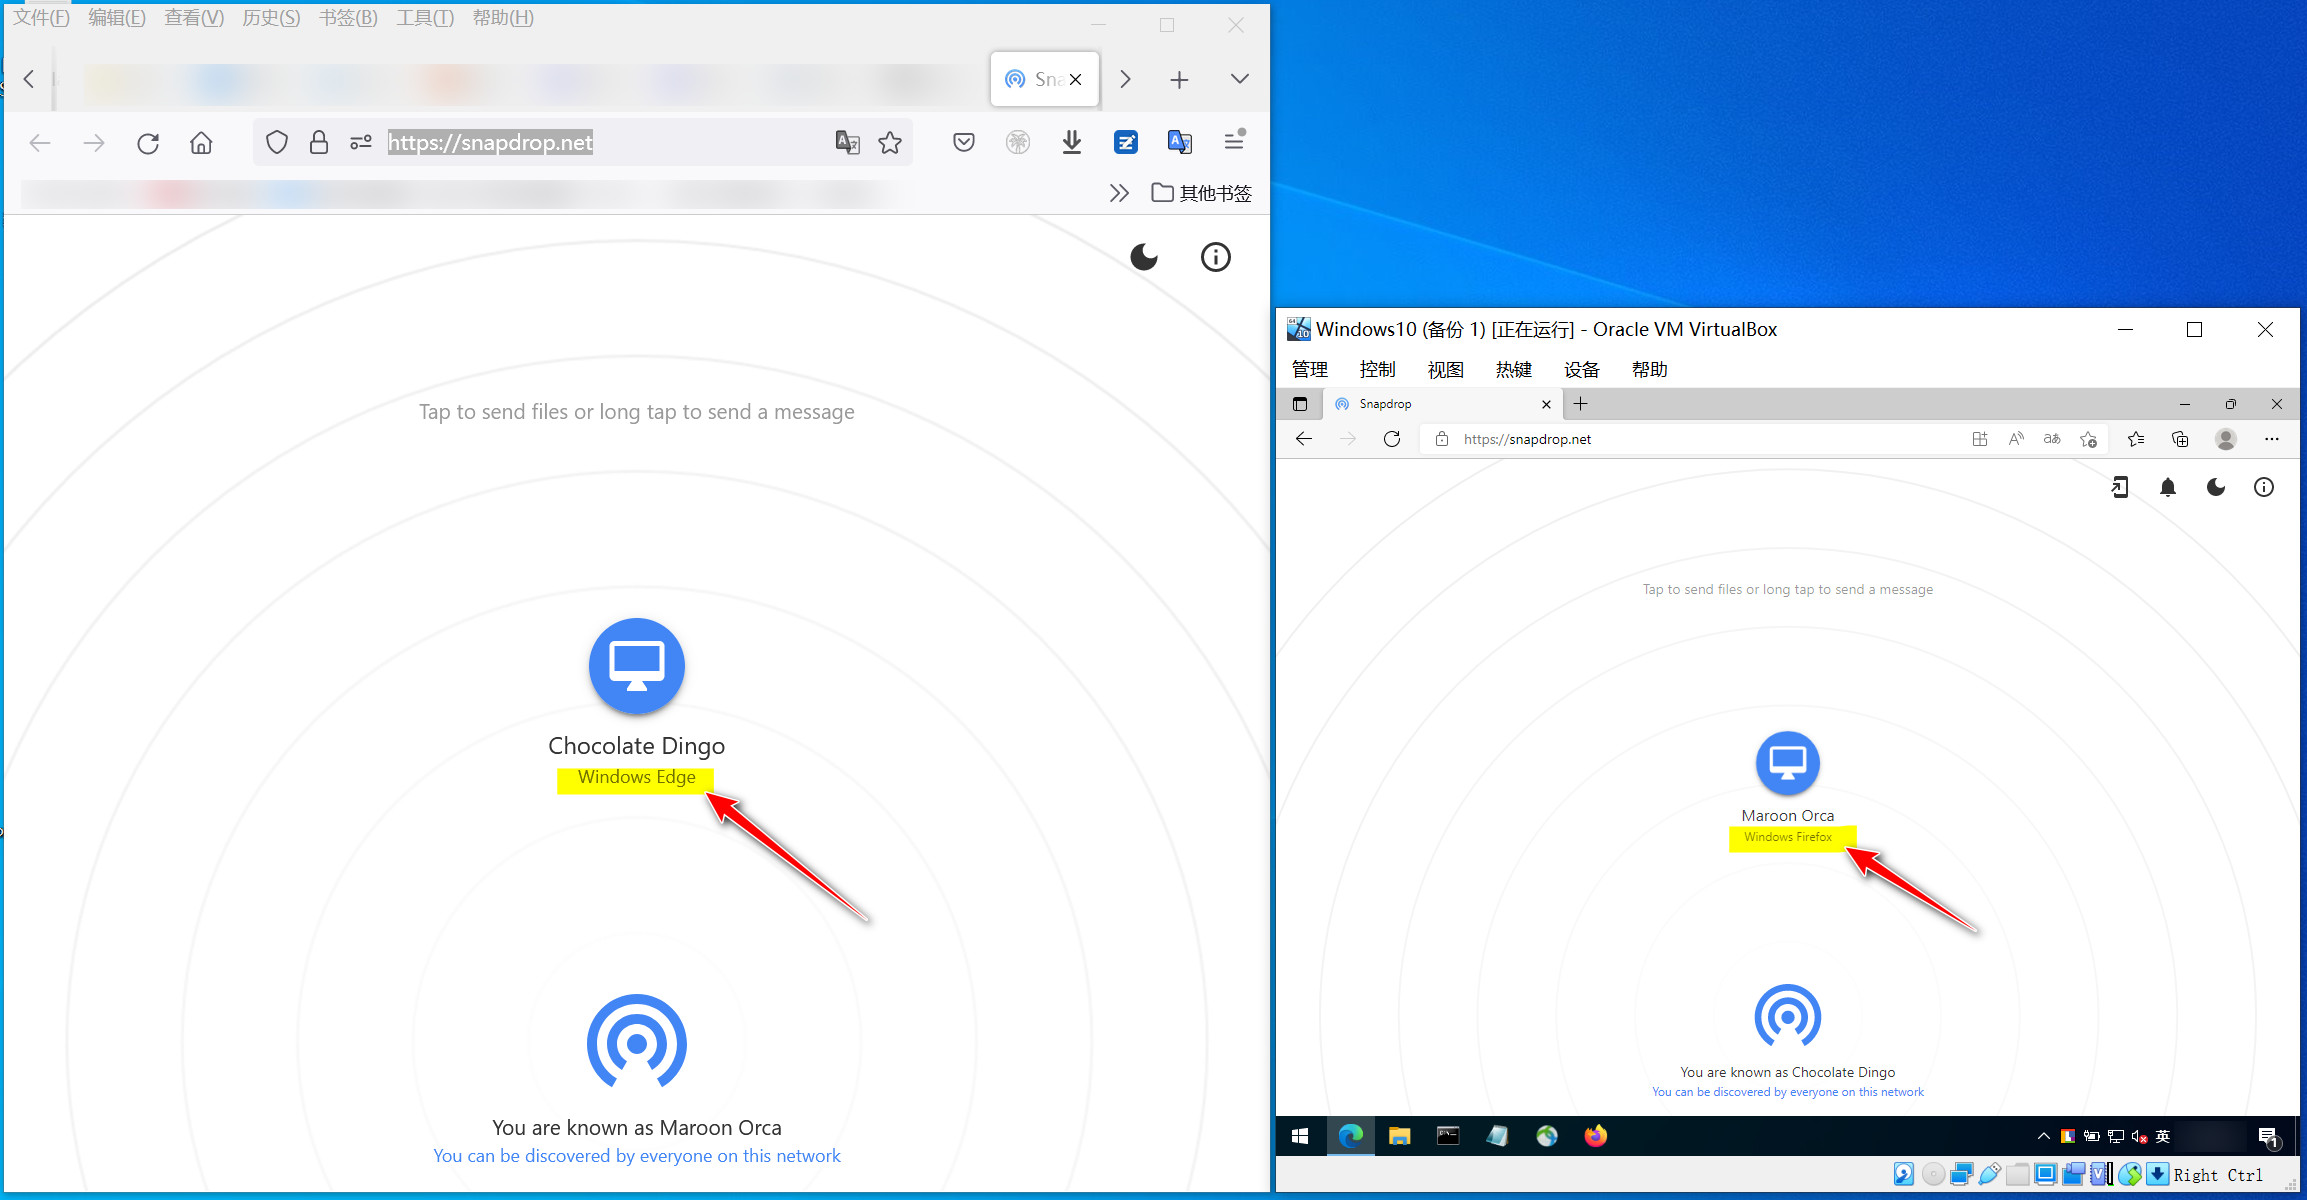 文件(F) 编辑(E) 查看(V) 历史(S) 书签(B) 工具(T) 帮助(H)
Sna
https://snapdrop.net
其他书签
Tap to send files or long tap to send a message
Chocolate Dingo
Windows Edge
You are known as Maroon Orca
You can be discovered by everyone on this network
Windows10 (备份 1) [正在运行] - Oracle VM VirtualBox
管理 控制 视图 热键 设备 帮助
Snapdrop
https://snapdrop.net
Tap to send files or long tap to send a message
Maroon Orca
Windows Firefox
You are known as Chocolate Dingo
You can be discovered by everyone on this network
英
1
Right Ctrl